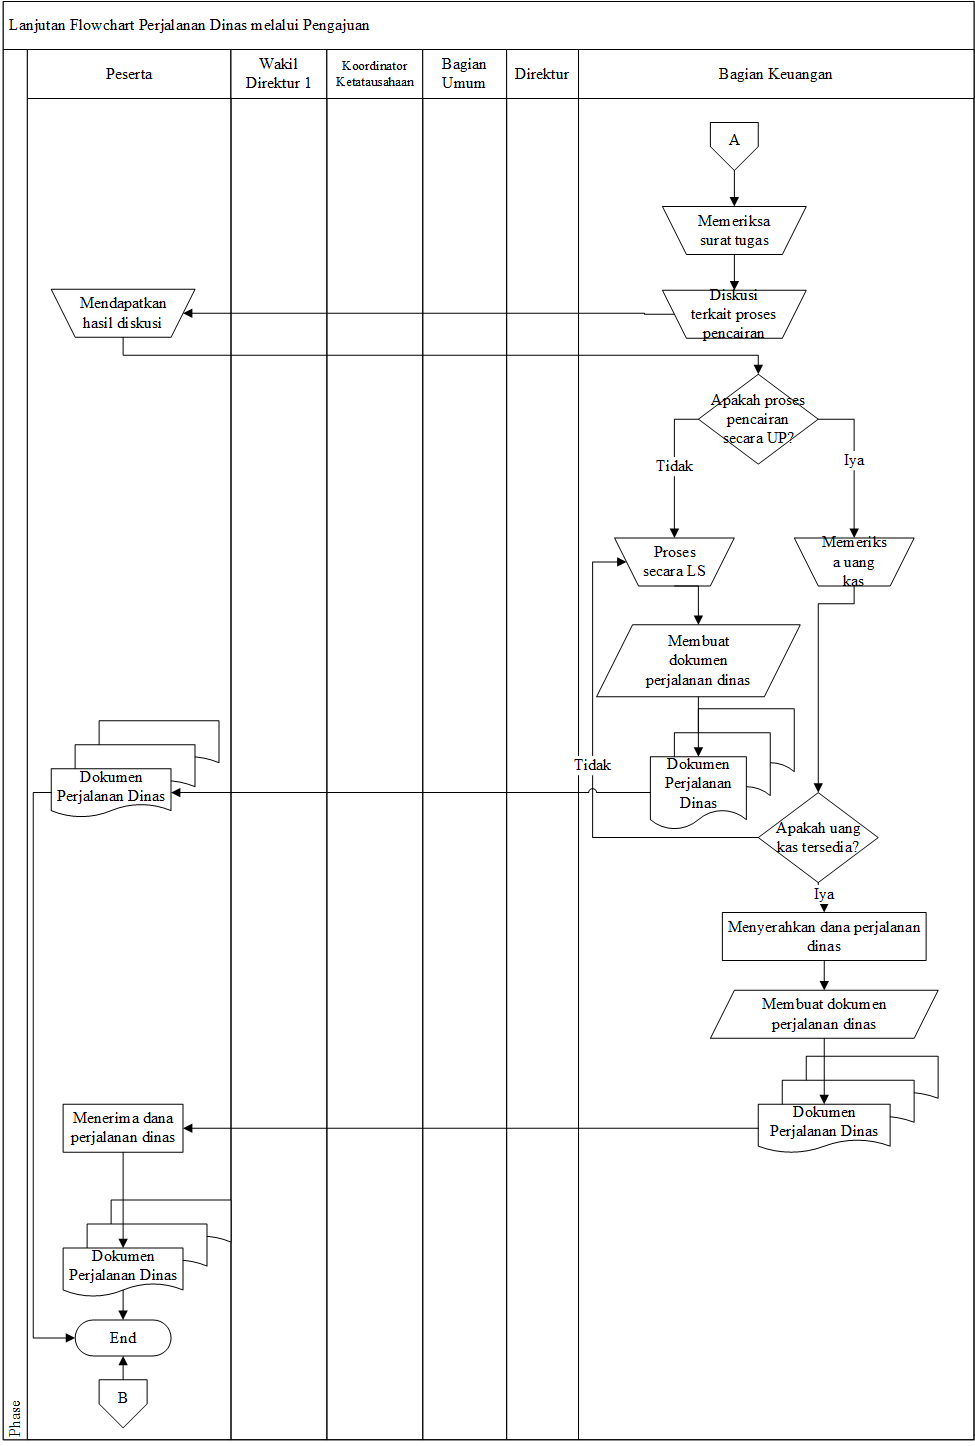 Lanjutan Flowchart Perjalanan Dinas melalui Pengajuan
Peserta
Wakil
Direktur 1
Koordinator
Ketatausahaan
Bagian
Umum
Direktur
Bagian Keuangan
A
Memeriksa
surat tugas
Diskusi
terkait proses
pencairan
Mendapatkan
hasil diskusi
Apakah proses
pencairan
secara UP?
Tidak
Iya
Proses
secara LS
Memeriks
a uang
kas
Membuat
dokumen
perjalanan dinas
Tidak
Dokumen
Perjalanan
Dinas
Dokumen
Perjalanan Dinas
Apakah uang
kas tersedia?
Iya
Menyerahkan dana perjalanan
dinas
Membuat dokumen
perjalanan dinas
Dokumen
Perjalanan Dinas
Menerima dana
perjalanan dinas
Dokumen
Perjalanan Dinas
End
B
Phase